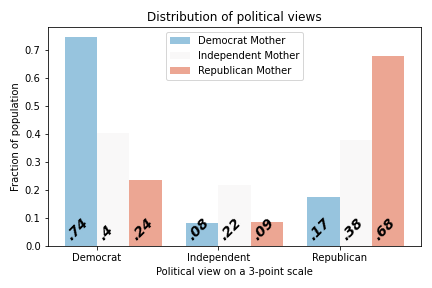 Distribution of political views
Democrat Mother
Independent Mother
Republican Mother
Fraction of population
0.7
0.6
0.5
0.4
0.3
0.2
0.1
0.0
.74
.4
.24
.08
.22
.09
.17
.38
.68
Democrat
Independent
Republican
Political view on a 3-point scale